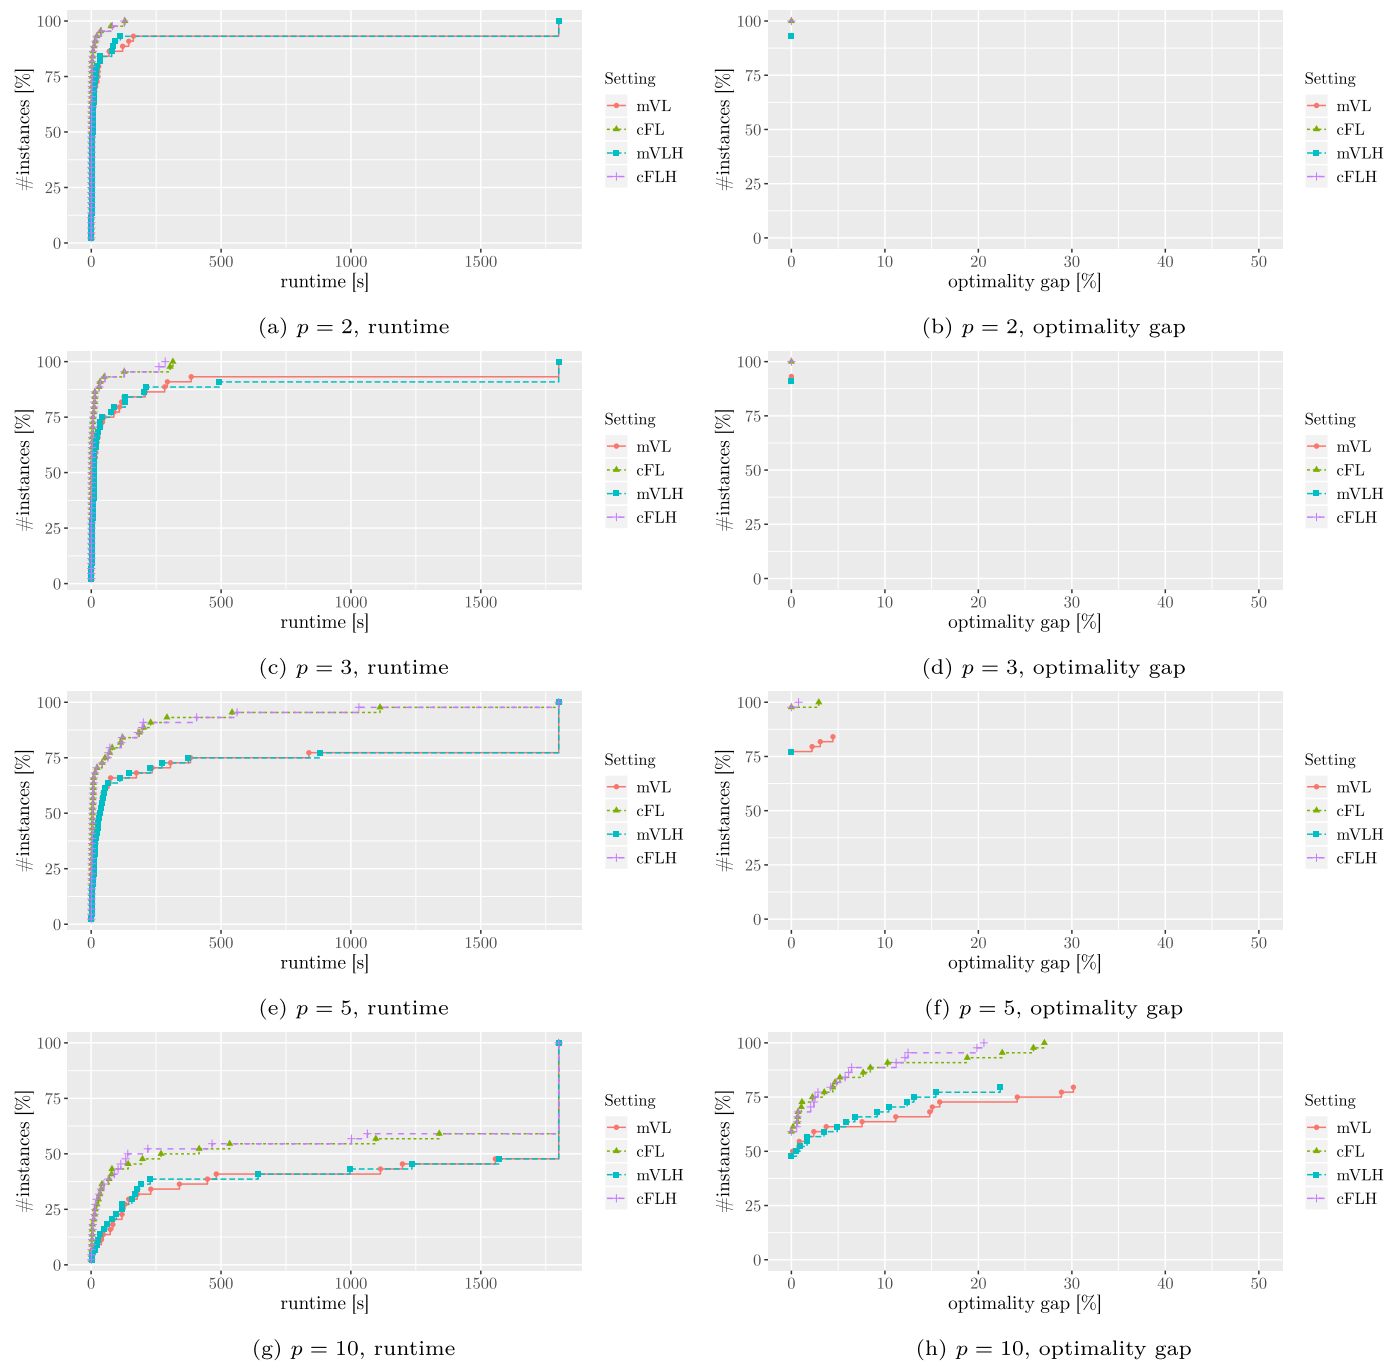 #instances [%]
100
75
50
25
0
0 500 1000 1500
runtime [s]
Setting
mVL
cFL
mVLH
cFLH
(a) p = 2, runtime
#instances [%]
100
75
50
25
0
0 10 20 30 40 50
optimality gap [%]
Setting
mVL
cFL
mVLH
cFLH
(b) p = 2, optimality gap
#instances [%]
100
75
50
25
0
0 500 1000 1500
runtime [s]
Setting
mVL
cFL
mVLH
cFLH
(c) p = 3, runtime
#instances [%]
100
75
50
25
0
0 10 20 30 40 50
optimality gap [%]
Setting
mVL
cFL
mVLH
cFLH
(d) p = 3, optimality gap
#instances [%]
100
75
50
25
0
0 500 1000 1500
runtime [s]
Setting
mVL
cFL
mVLH
cFLH
(e) p = 5, runtime
#instances [%]
100
75
50
25
0
0 10 20 30 40 50
optimality gap [%]
Setting
mVL
cFL
mVLH
cFLH
(f) p = 5, optimality gap
#instances [%]
100
75
50
25
0
0 500 1000 1500
runtime [s]
Setting
mVL
cFL
mVLH
cFLH
(g) p = 10, runtime
#instances [%]
100
75
50
25
0
0 10 20 30 40 50
optimality gap [%]
Setting
mVL
cFL
mVLH
cFLH
(h) p = 10, optimality gap